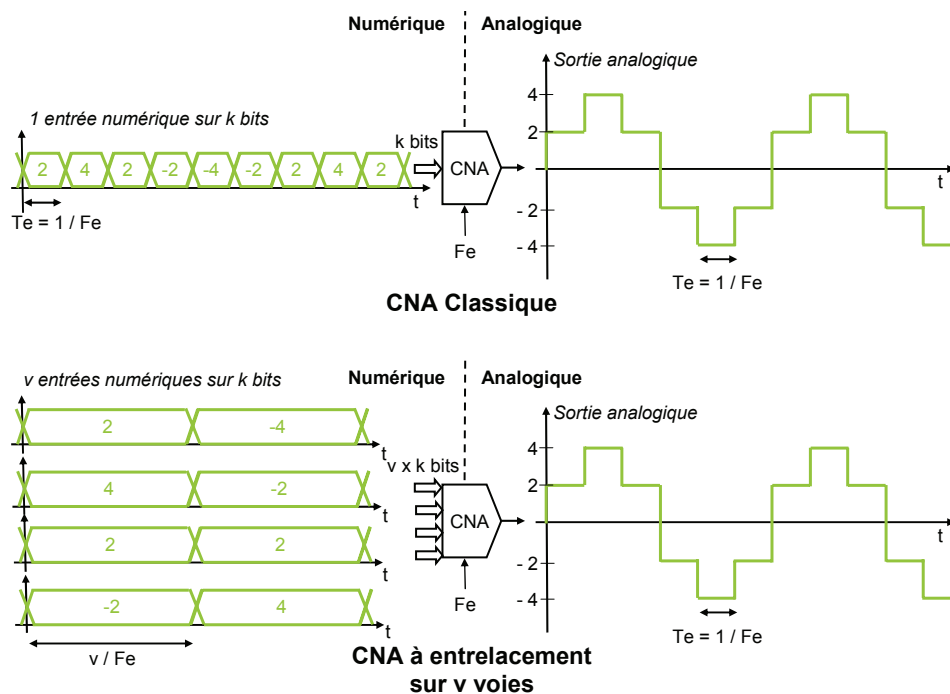 Numérique Analogique
Sortie analogique
1 entrée numérique sur k bits
k bits
2 4 2 -2 -4 -2 2 4 2
CNA
t
Te = 1 / Fe
Fe
4
2
- 2
- 4
t
Te = 1 / Fe
CNA Classique
Numérique Analogique
v entrées numériques sur k bits
Sortie analogique
2 -4
t
4 -2
t
2 2
t
-2 4
t
v / Fe
v x k bits
CNA
Fe
4
2
- 2
- 4
t
Te = 1 / Fe
CNA à entrelacement
sur v voies